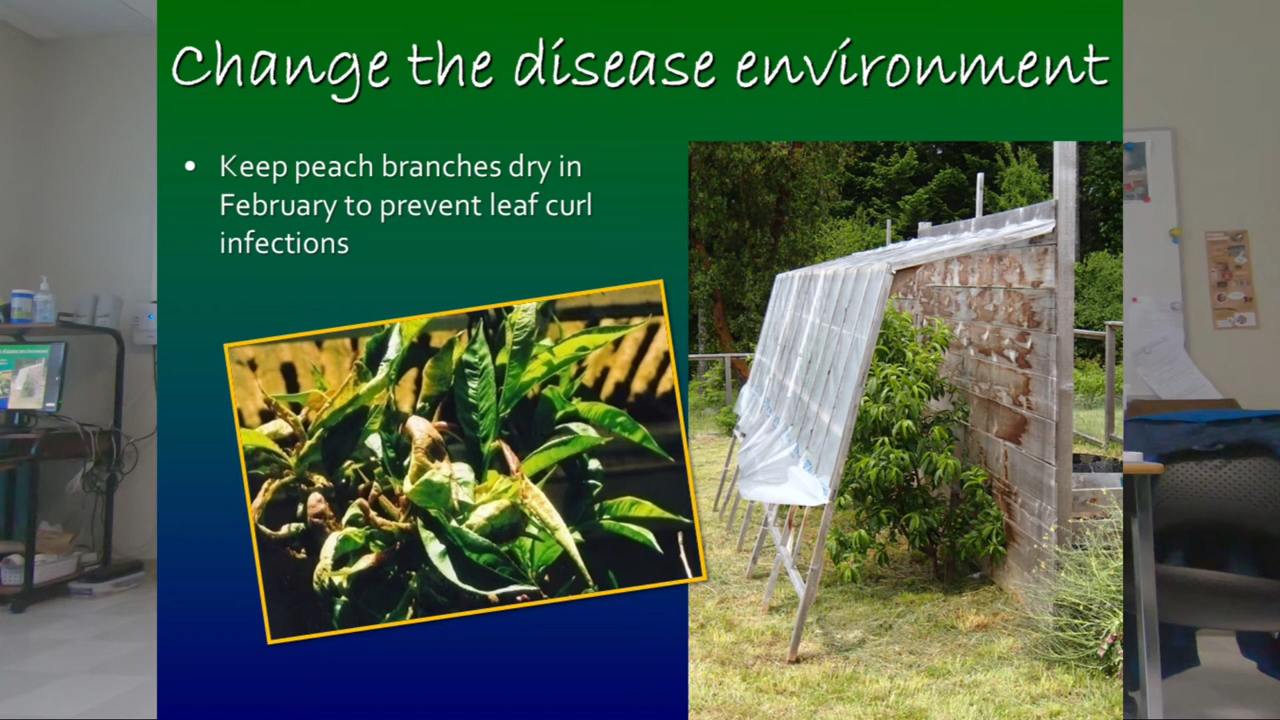 Change the disease environment
• Keep peach branches dry in
February to prevent leaf curl
infections